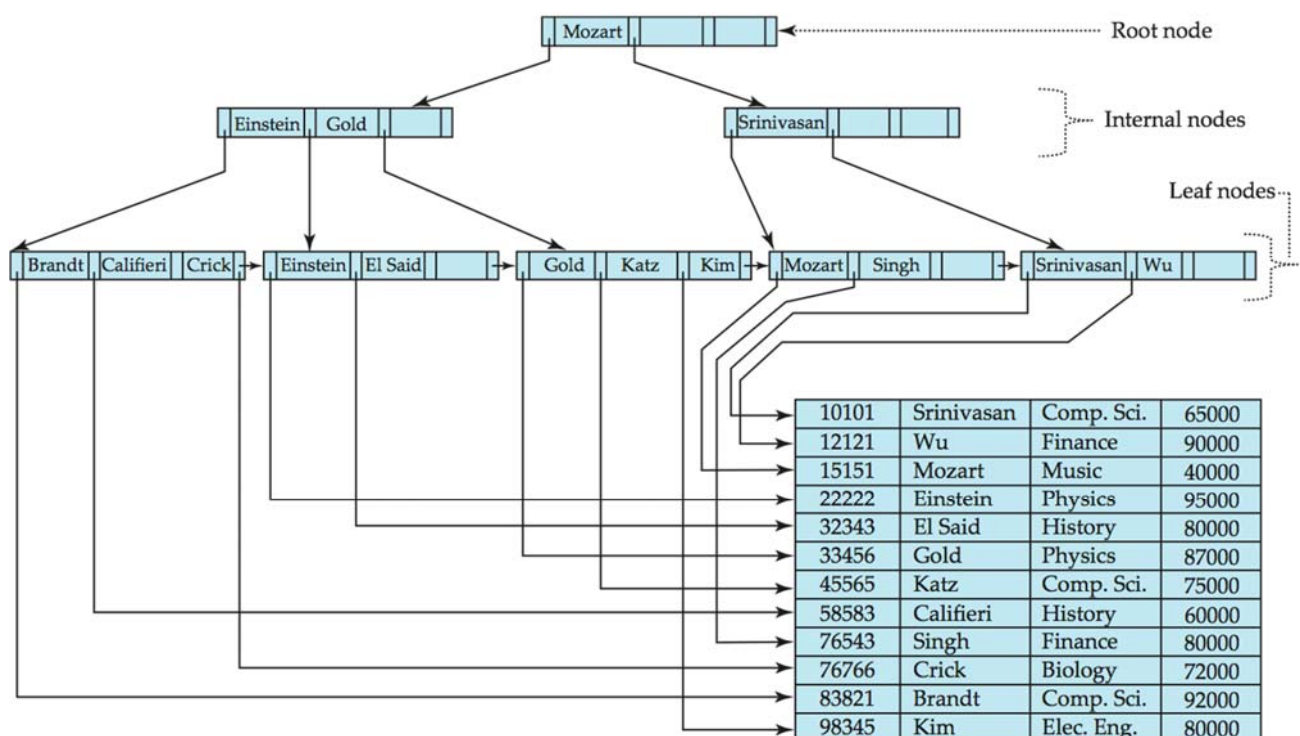 Mozart
Root node
Einstein Gold
Srinivasan
Internal nodes
Leaf nodes
Brandt Califieri Crick Einstein El Said Gold Katz Kim Mozart Singh Srinivasan Wu
10101 Srinivasan Comp. Sci. 65000
12121 Wu Finance 90000
15151 Mozart Music 40000
22222 Einstein Physics 95000
32343 El Said History 80000
33456 Gold Physics 87000
45565 Katz Comp. Sci. 75000
58583 Califieri History 60000
76543 Singh Finance 80000
76766 Crick Biology 72000
83821 Brandt Comp. Sci. 92000
98345 Kim Elec. Eng. 80000